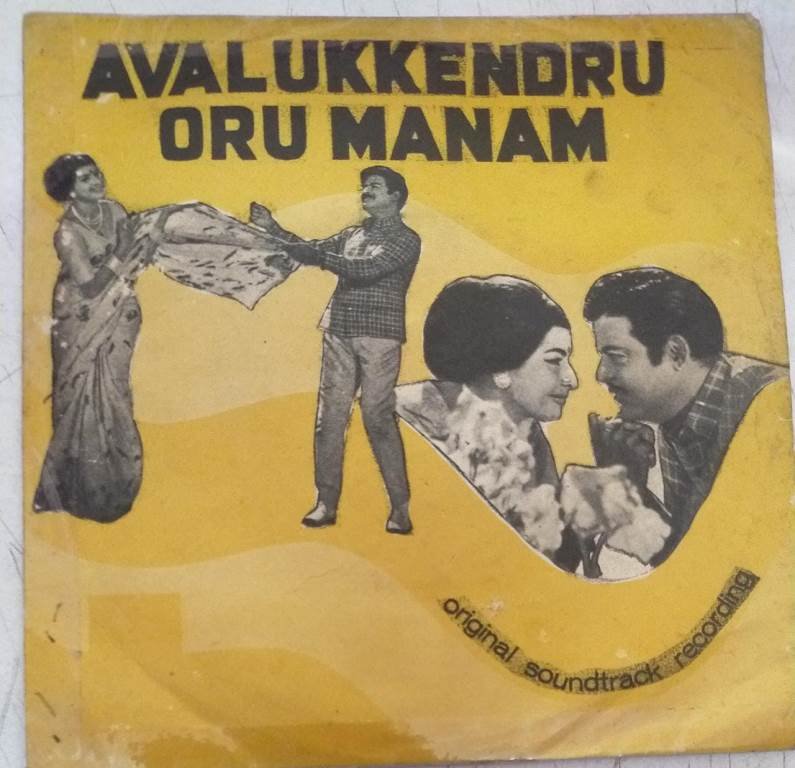 AVALUKKENDRU
ORU MANAM
original soundtrack recording